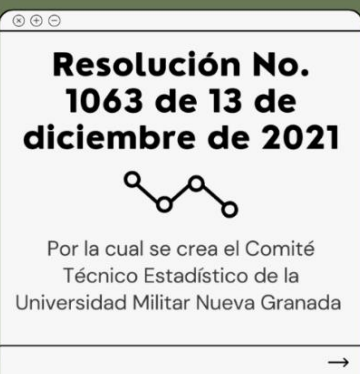 Resolución No.
1063 de 13 de
diciembre de 2021
Por la cual se crea el Comité
Técnico Estadístico de la
Universidad Militar Nueva Granada